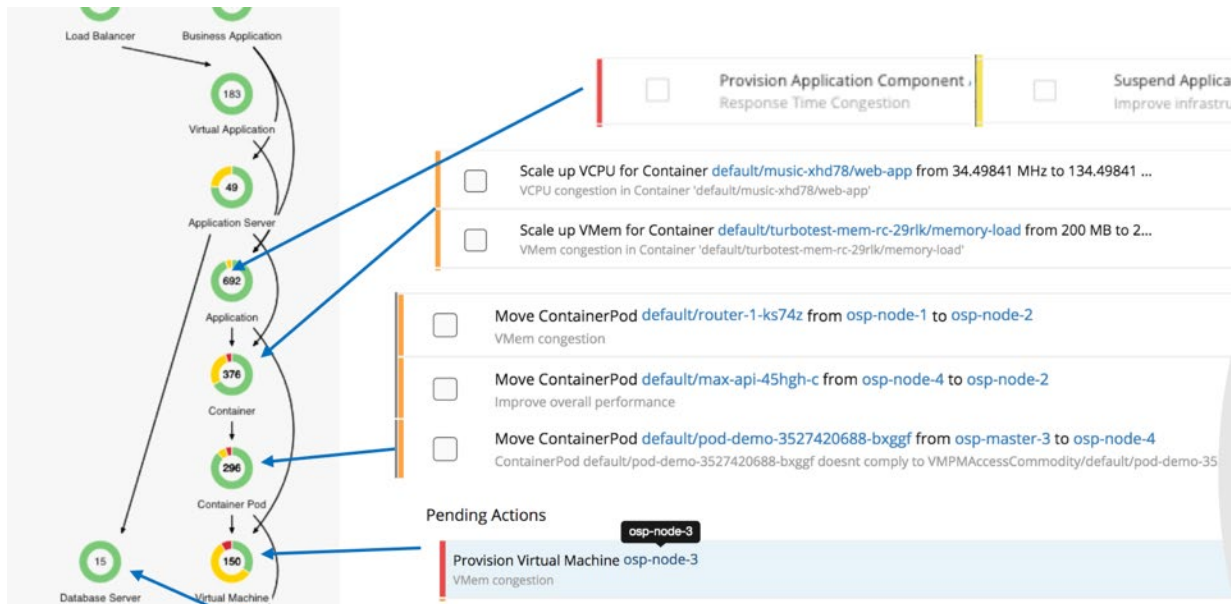 Load Balancer
Business Application
183
Virtual Application
49
Application Server
692
Application
376
Container
296
Container Pod
15
Database Server
150
Virtual Machine
Provision Application Component
Response Time Congestion
Suspend Applica
Improve infrastru
Scale up VCPU for Container default/music-xhd78/web-app from 34.49841 MHz to 134.49841 ...
VCPU congestion in Container 'default/music-xhd78/web-app'
Scale up VMem for Container default/turbotest-mem-rc-29rlk/memory-load from 200 MB to 2...
VMem congestion in Container 'default/turbotest-mem-rc-29rlk/memory-load'
Move ContainerPod default/router-1-ks74z from osp-node-1 to osp-node-2
VMem congestion
Move ContainerPod default/max-api-45hgh-c from osp-node-4 to osp-node-2
Improve overall performance
Move ContainerPod default/pod-demo-3527420688-bxggf from osp-master-3 to osp-node-4
ContainerPod default/pod-demo-3527420688-bxggf doesnt comply to VMPMAccessCommodity/default/pod-demo-35
Pending Actions
osp-node-3
Provision Virtual Machine osp-node-3
VMem congestion